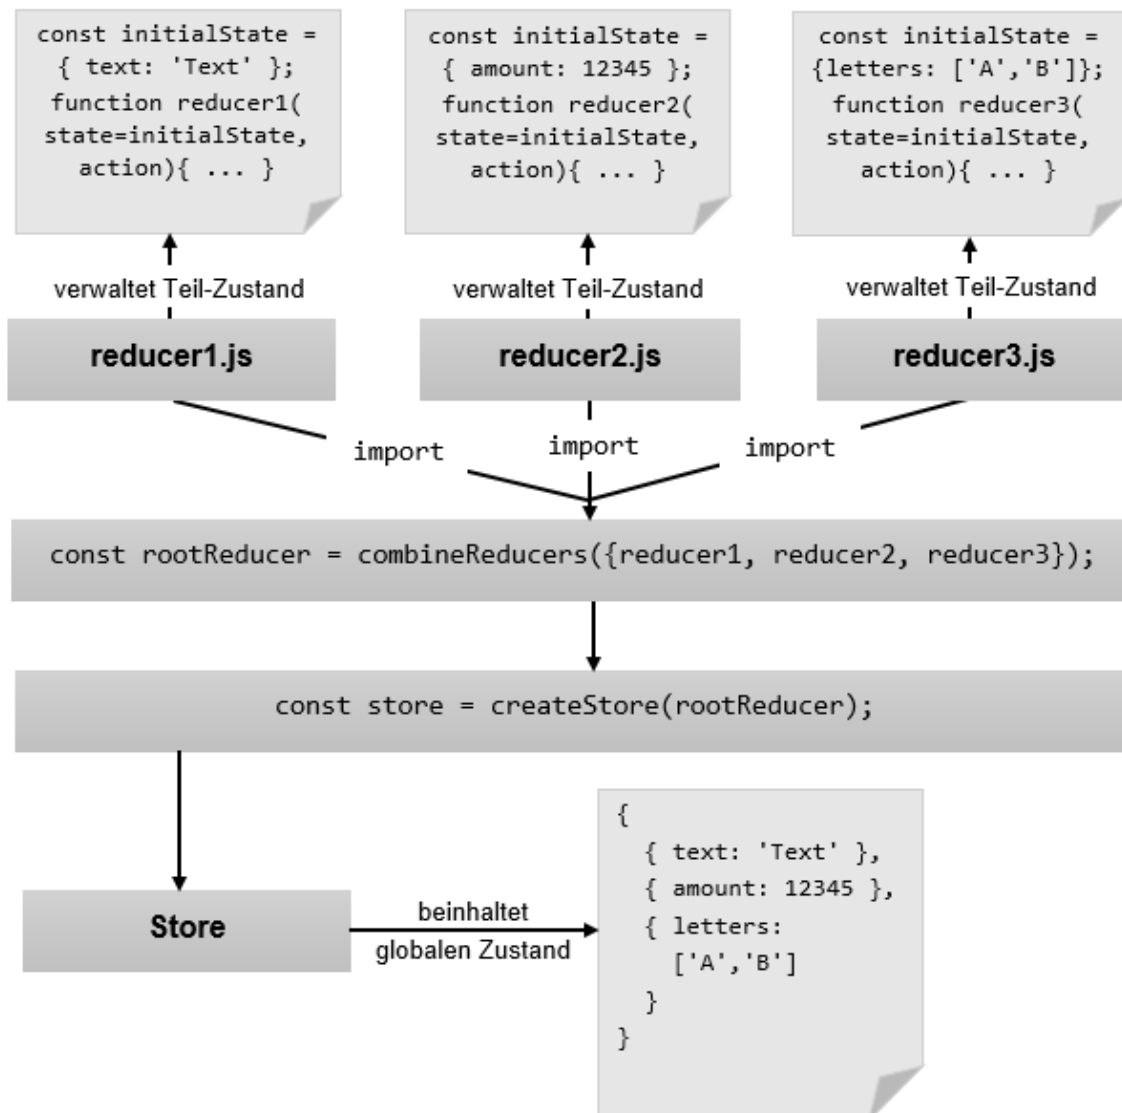 const initialState =
{ text: 'Text' };
function reducer1(
state=initialState,
action){ ... }
const initialState =
{ amount: 12345 };
function reducer2(
state=initialState,
action){ ... }
const initialState =
{letters: ['A','B']};
function reducer3(
state=initialState,
action){ ... }
verwaltet Teil-Zustand
verwaltet Teil-Zustand
verwaltet Teil-Zustand
reducer1.js
reducer2.js
reducer3.js
import
import
import
const rootReducer = combineReducers({reducer1, reducer2, reducer3});
const store = createStore(rootReducer);
Store
beinhaltet
globalen Zustand
{
{ text: 'Text' },
{ amount: 12345 },
{ letters:
['A','B']
}
}